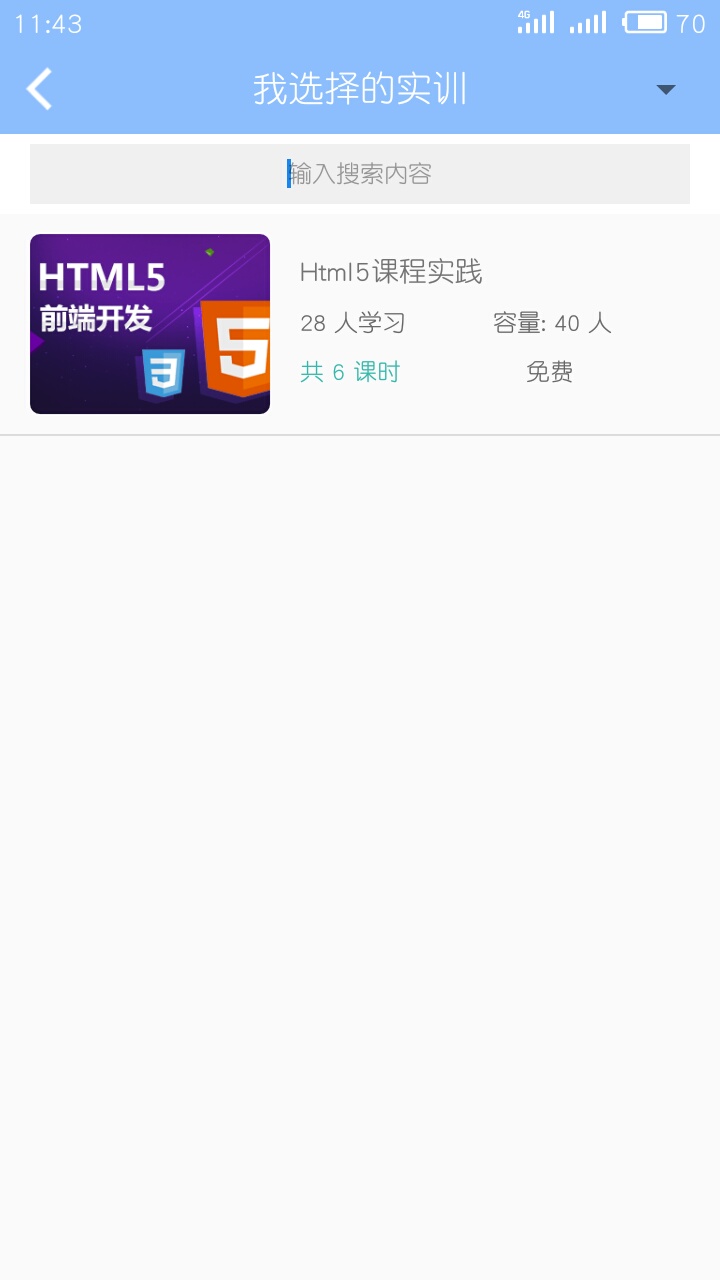 11:43
4G
70
我选择的实训
输入搜索内容
HTML5
前端开发
5
3
Html5课程实践
28 人学习
容量: 40 人
共 6 课时
免费